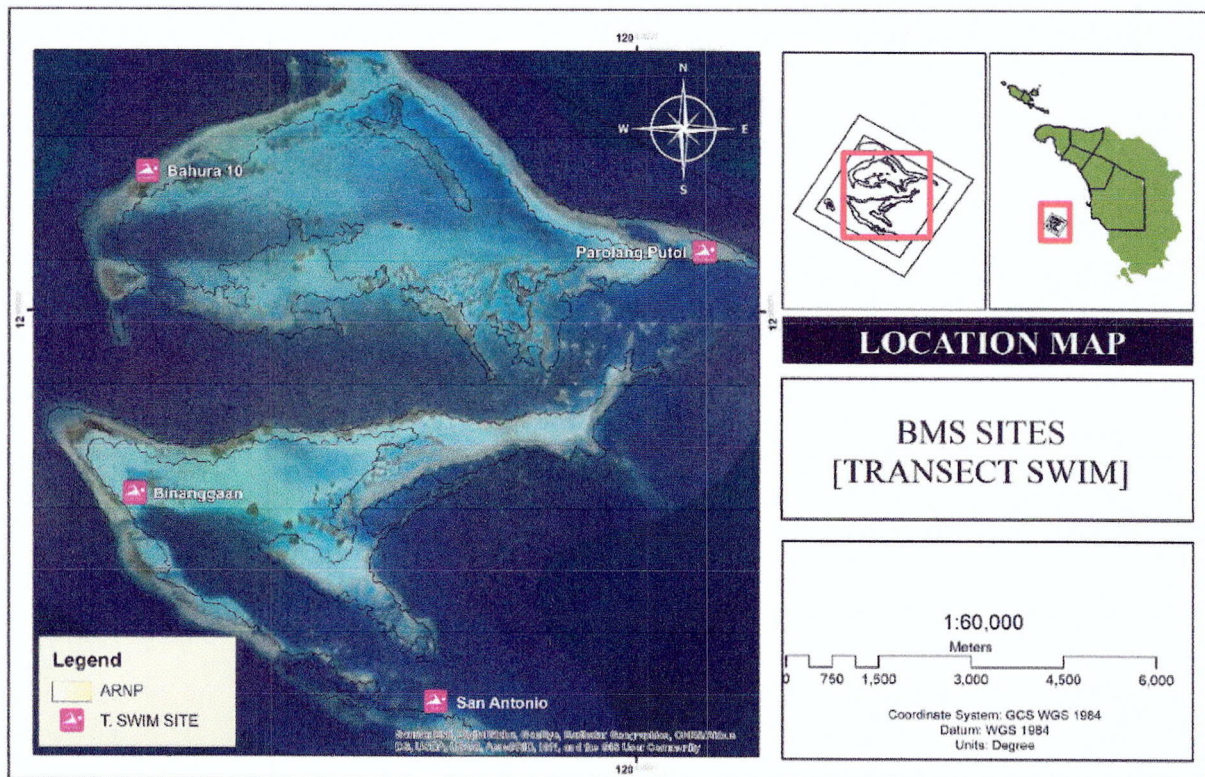 120
N
W E
S
Bahura 10
Parolang Putol
12
12
Binanggaan
San Antonio
Legend
ARNP
T. SWIM SITE
120
LOCATION MAP
BMS SITES
[TRANSECT SWIM]
1:60,000
Meters
0 750 1,500 3,000 4,500 6,000
Coordinate System: GCS WGS 1984
Datum: WGS 1984
Units: Degree